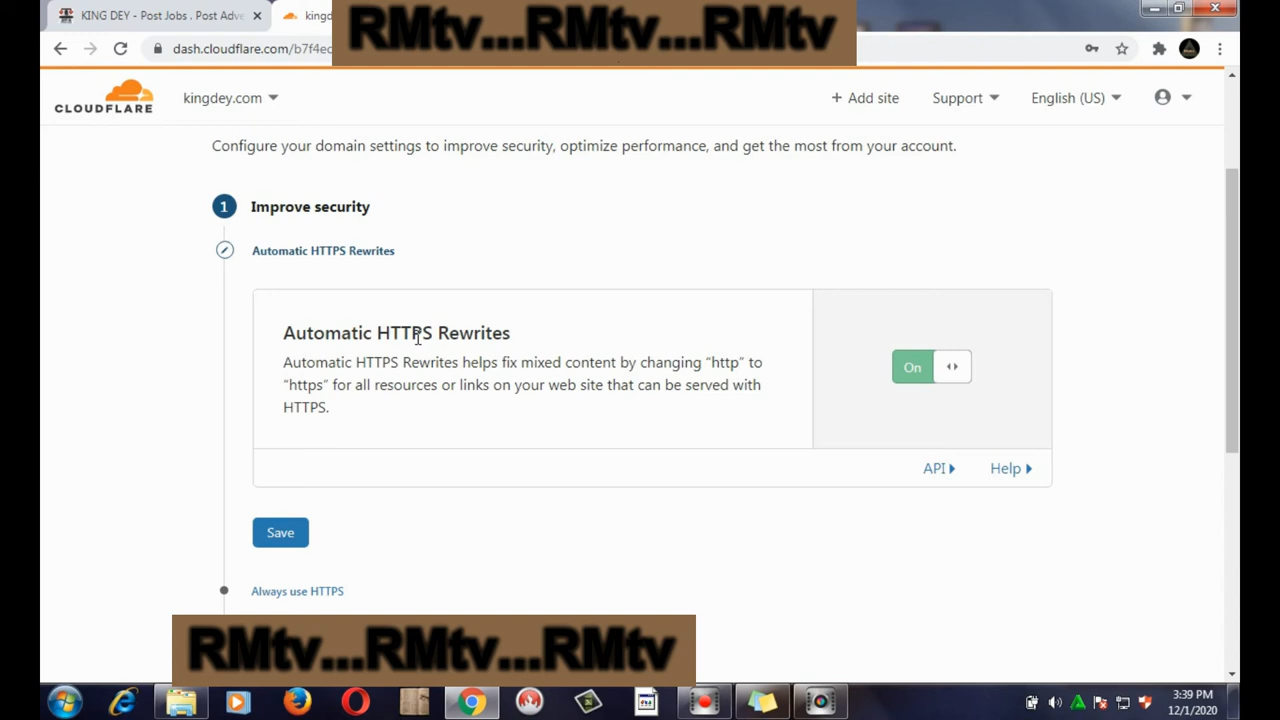 KING DEY - Post Jobs . Post Adve
kingd
RMtv...RMtv...RMtv
dash.cloudflare.com/b7f4ec
CLOUDFLARE
kingdey.com
+ Add site
Support
English (US)
Configure your domain settings to improve security, optimize performance, and get the most from your account.
1
Improve security
Automatic HTTPS Rewrites
Automatic HTTPS Rewrites
Automatic HTTPS Rewrites helps fix mixed content by changing “http” to
“https” for all resources or links on your web site that can be served with
HTTPS.
On
API
Help
Save
Always use HTTPS
RMtv...RMtv...RMtv
3:39 PM
12/1/2020